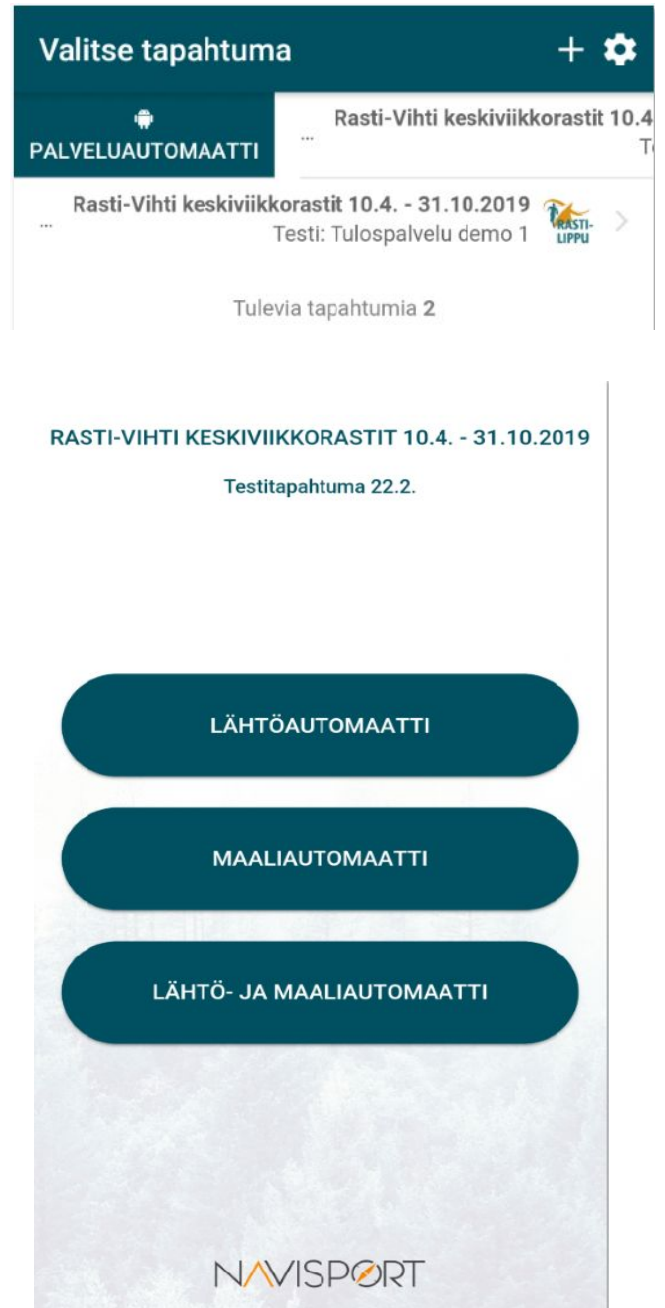 Valitse tapahtuma
PALVELUAUTOMAATTI
... Rasti-Vihti keskiviikkorastit 10.4
Rasti-Vihti keskiviikkorastit 10.4. - 31.10.2019
... Testi: Tulospalvelu demo 1
RASTI-
LIPPU
Tulevia tapahtumia 2
RASTI-VIHTI KESKIVIIKKORASTIT 10.4. - 31.10.2019
Testitapahtuma 22.2.
LÄHTÖAUTOMAATTI
MAALIAUTOMAATTI
LÄHTÖ- JA MAALIAUTOMAATTI
NAVISPORT